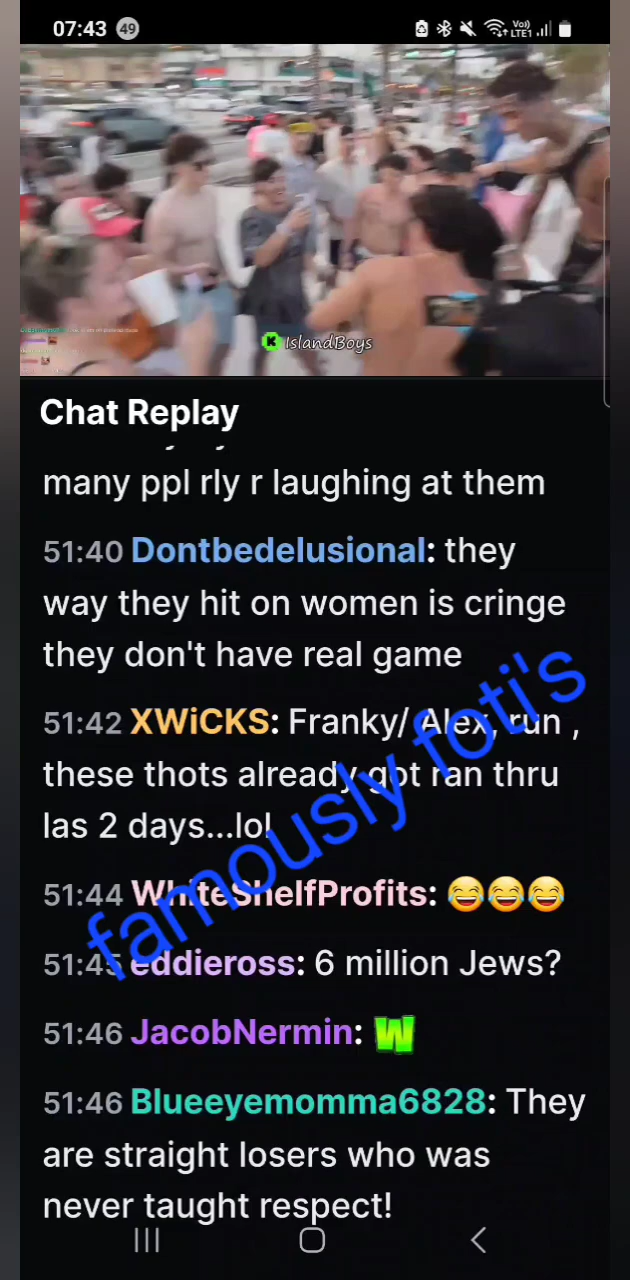 07:43 49
Vo) LTE1
K IslandBoys
Chat Replay
many ppl rly r laughing at them
51:40 Dontbedelusional: they
way they hit on women is cringe
they don't have real game
51:42 XWiCKS: Franky/ Alex, run ,
these thots already got ran thru
las 2 days...lol
famously foti's
51:44 WhiteShelfProfits: 😂😂😂
51:45 eddieross: 6 million Jews?
51:46 JacobNermin: W
51:46 Blueeyemomma6828: They
are straight losers who was
never taught respect!